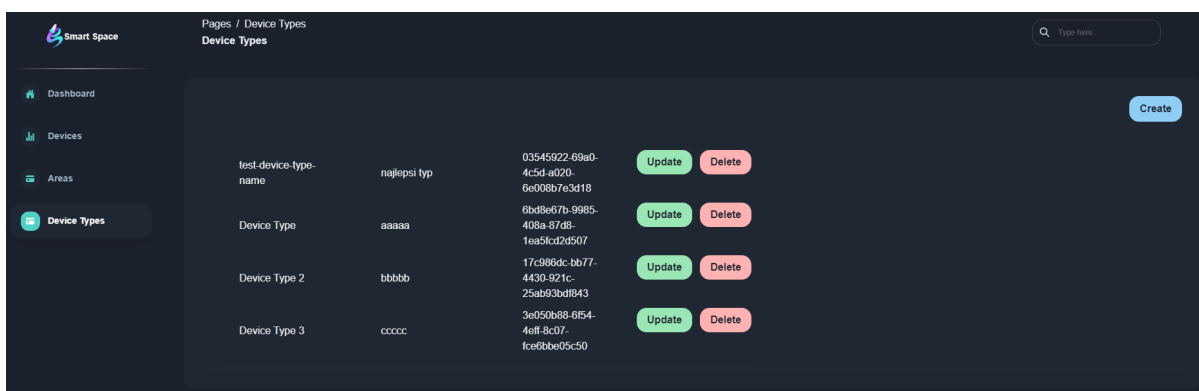 Smart Space
Pages / Device Types
Device Types
Type here...
Dashboard
Devices
Areas
Device Types
Create
test-device-type-
name
najlepsi typ
03545922-69a0-
4c5d-a020-
6e008b7e3d18
Update
Delete
Device Type
aaaaa
6bd8e67b-9985-
408a-87d8-
1ea5fcd2d507
Update
Delete
Device Type 2
bbbbb
17c986dc-bb77-
4430-921c-
25ab93bdf843
Update
Delete
Device Type 3
ccccc
3e050b88-6f54-
4eff-8c07-
fce6bbe05c50
Update
Delete